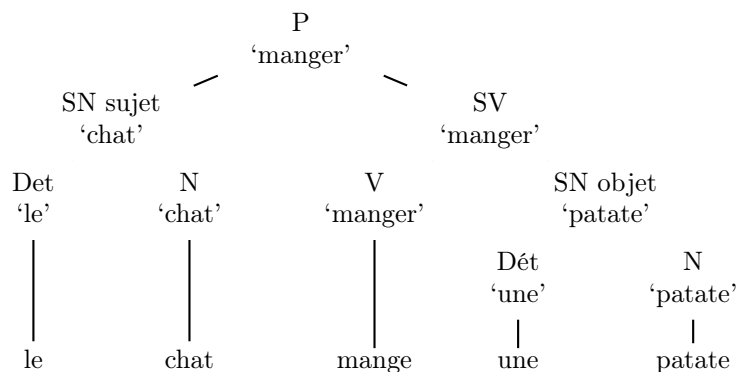 P
‘manger’
SN sujet SV
‘chat’ ‘manger’
Det N V SN objet
‘le’ ‘chat’ ‘manger’ ‘patate’
Dét N
‘une’ ‘patate’
le chat mange une patate